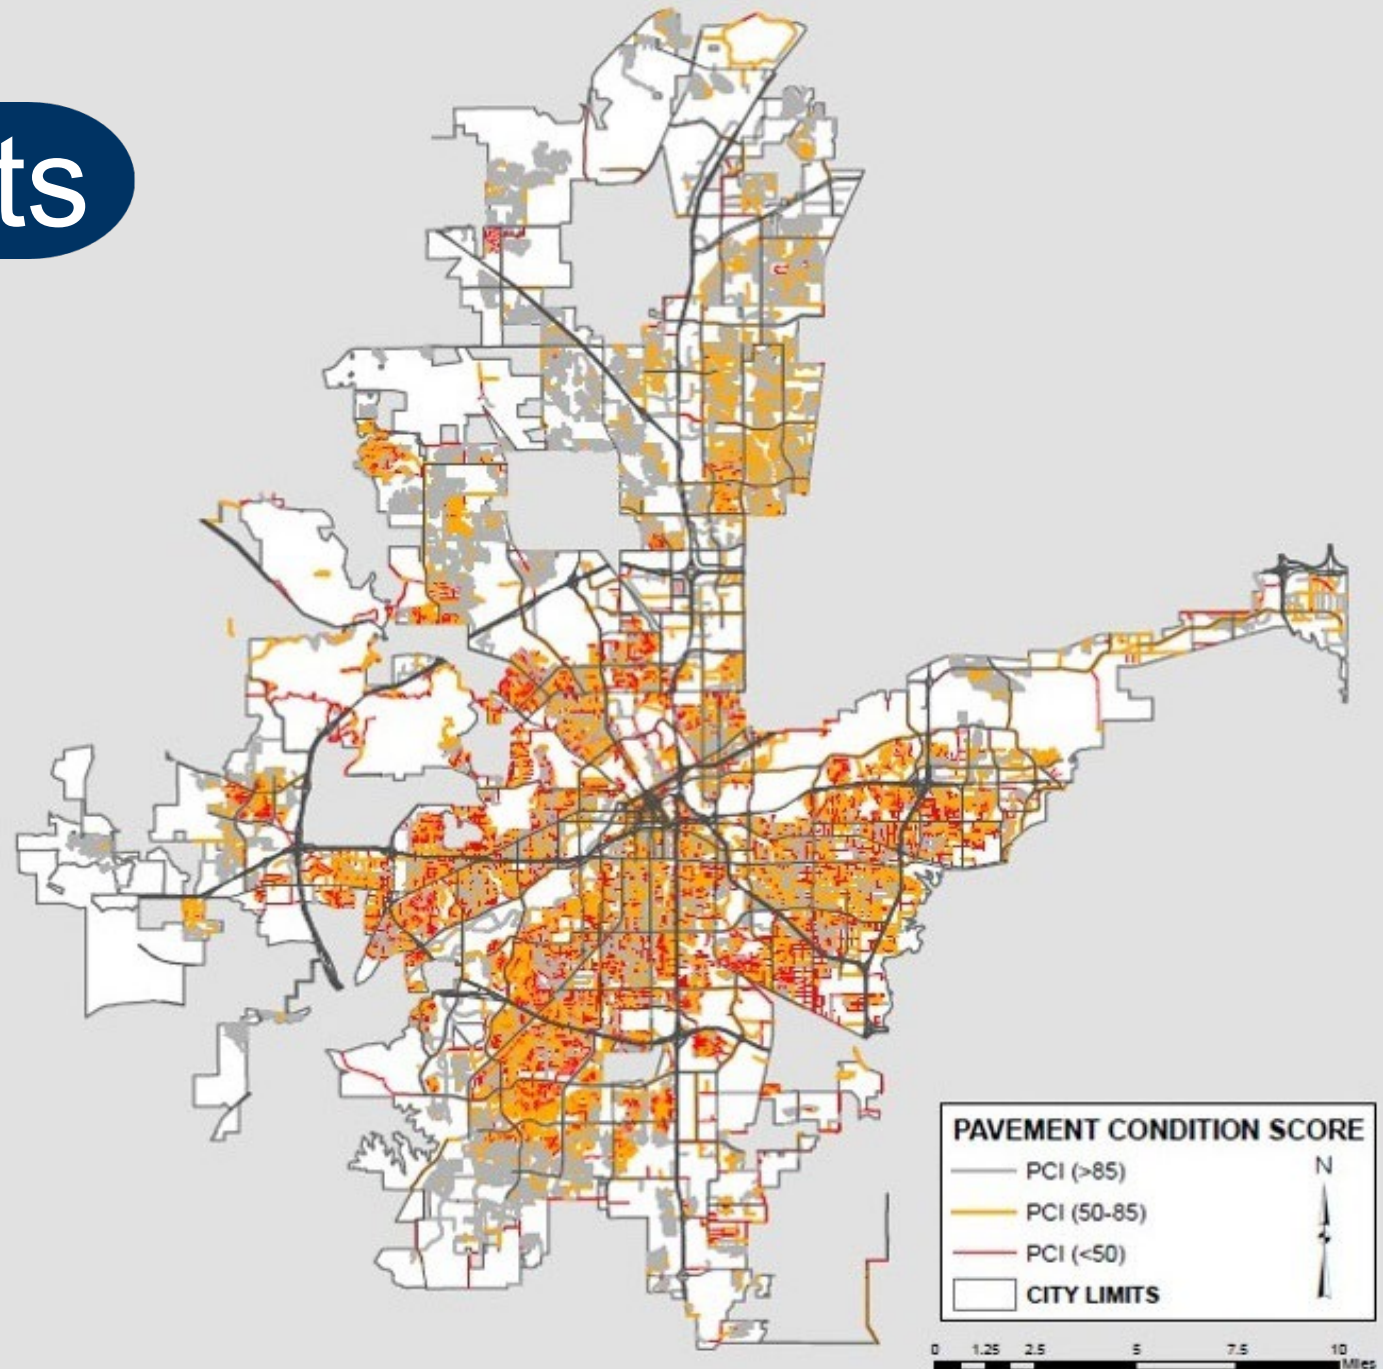 ts
PAVEMENT CONDITION SCORE
PCI (>85)
N
PCI (50-85)
PCI (<50)
CITY LIMITS
0 1.25 2.5 5 7.5 10
Miles